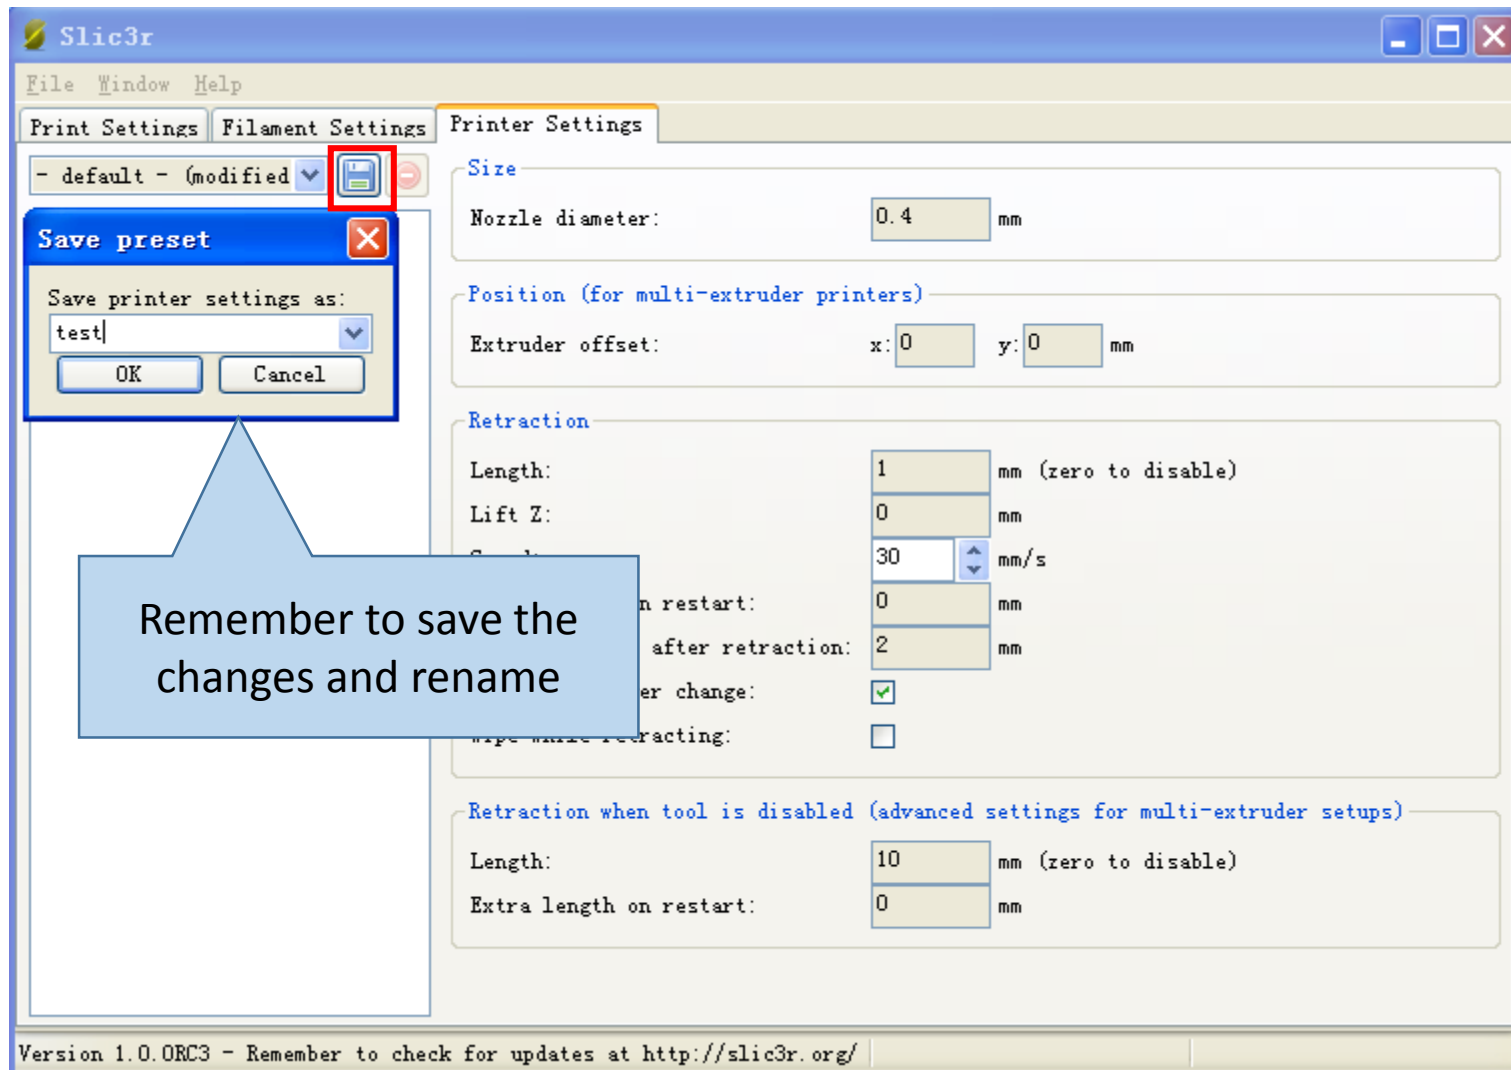 Slic3r
File Window Help
Print Settings Filament Settings Printer Settings
- default - (modified
Save preset
Save printer settings as:
test
OK Cancel
Remember to save the
changes and rename
Size
Nozzle diameter: 0.4 mm
Position (for multi-extruder printers)
Extruder offset: x: 0 y: 0 mm
Retraction
Length: 1 mm (zero to disable)
Lift Z: 0 mm
30 mm/s
restart: 0 mm
after retraction: 2 mm
change:
Wipe while retracting:
Retraction when tool is disabled (advanced settings for multi-extruder setups)
Length: 10 mm (zero to disable)
Extra length on restart: 0 mm
Version 1.0.0RC3 - Remember to check for updates at http://slic3r.org/